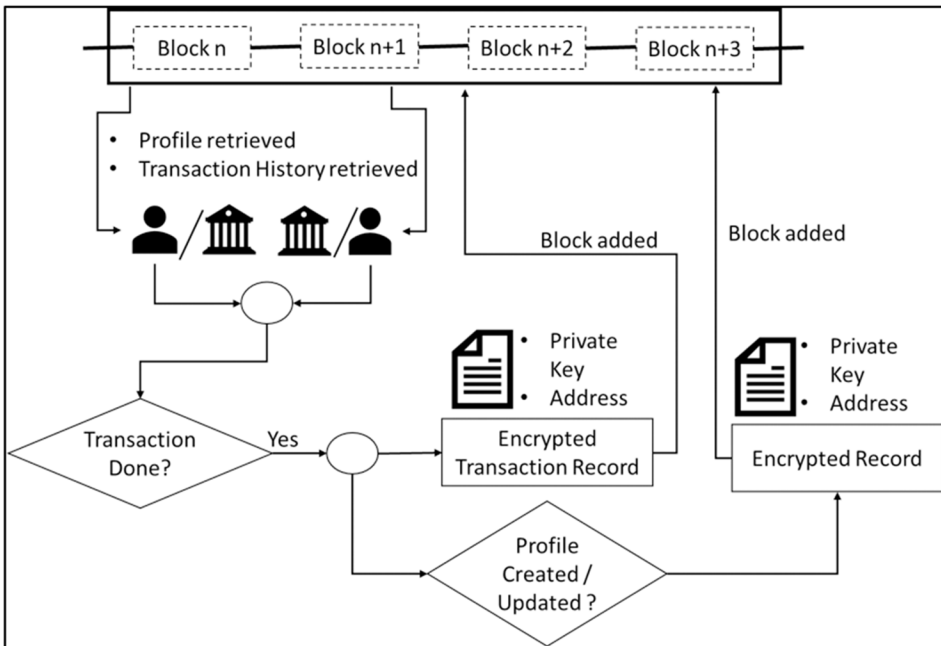 Block n
Block n+1
Block n+2
Block n+3
• Profile retrieved
• Transaction History retrieved
Block added
Block added
• Private
Key
• Address
• Private
Key
• Address
Transaction
Done?
Yes
Encrypted
Transaction Record
Encrypted Record
Profile
Created /
Updated ?